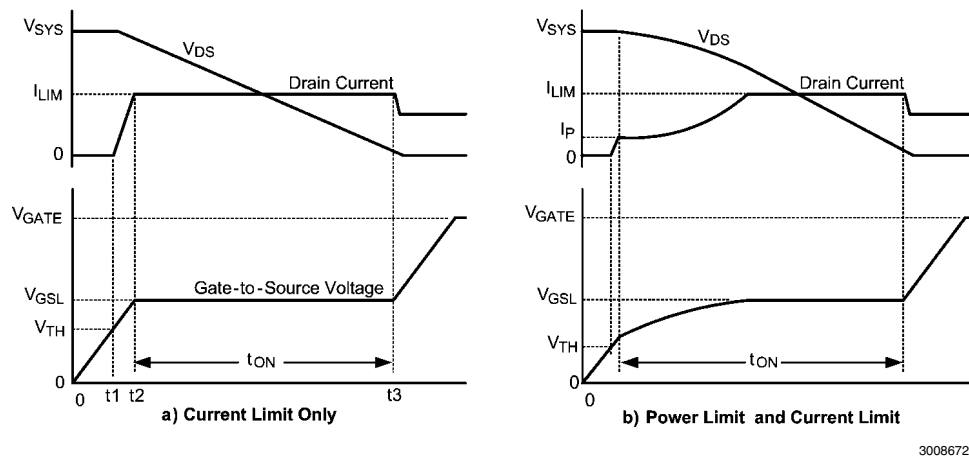 VSYS
VDS
Drain Current
ILIM
0
VGATE
VGSL
Gate-to-Source Voltage
VTH
tON
0
0 t1 t2 t3
a) Current Limit Only
VSYS
VDS
Drain Current
ILIM
IP
0
VGATE
VGSL
VTH
tON
0
0
b) Power Limit and Current Limit
3008672